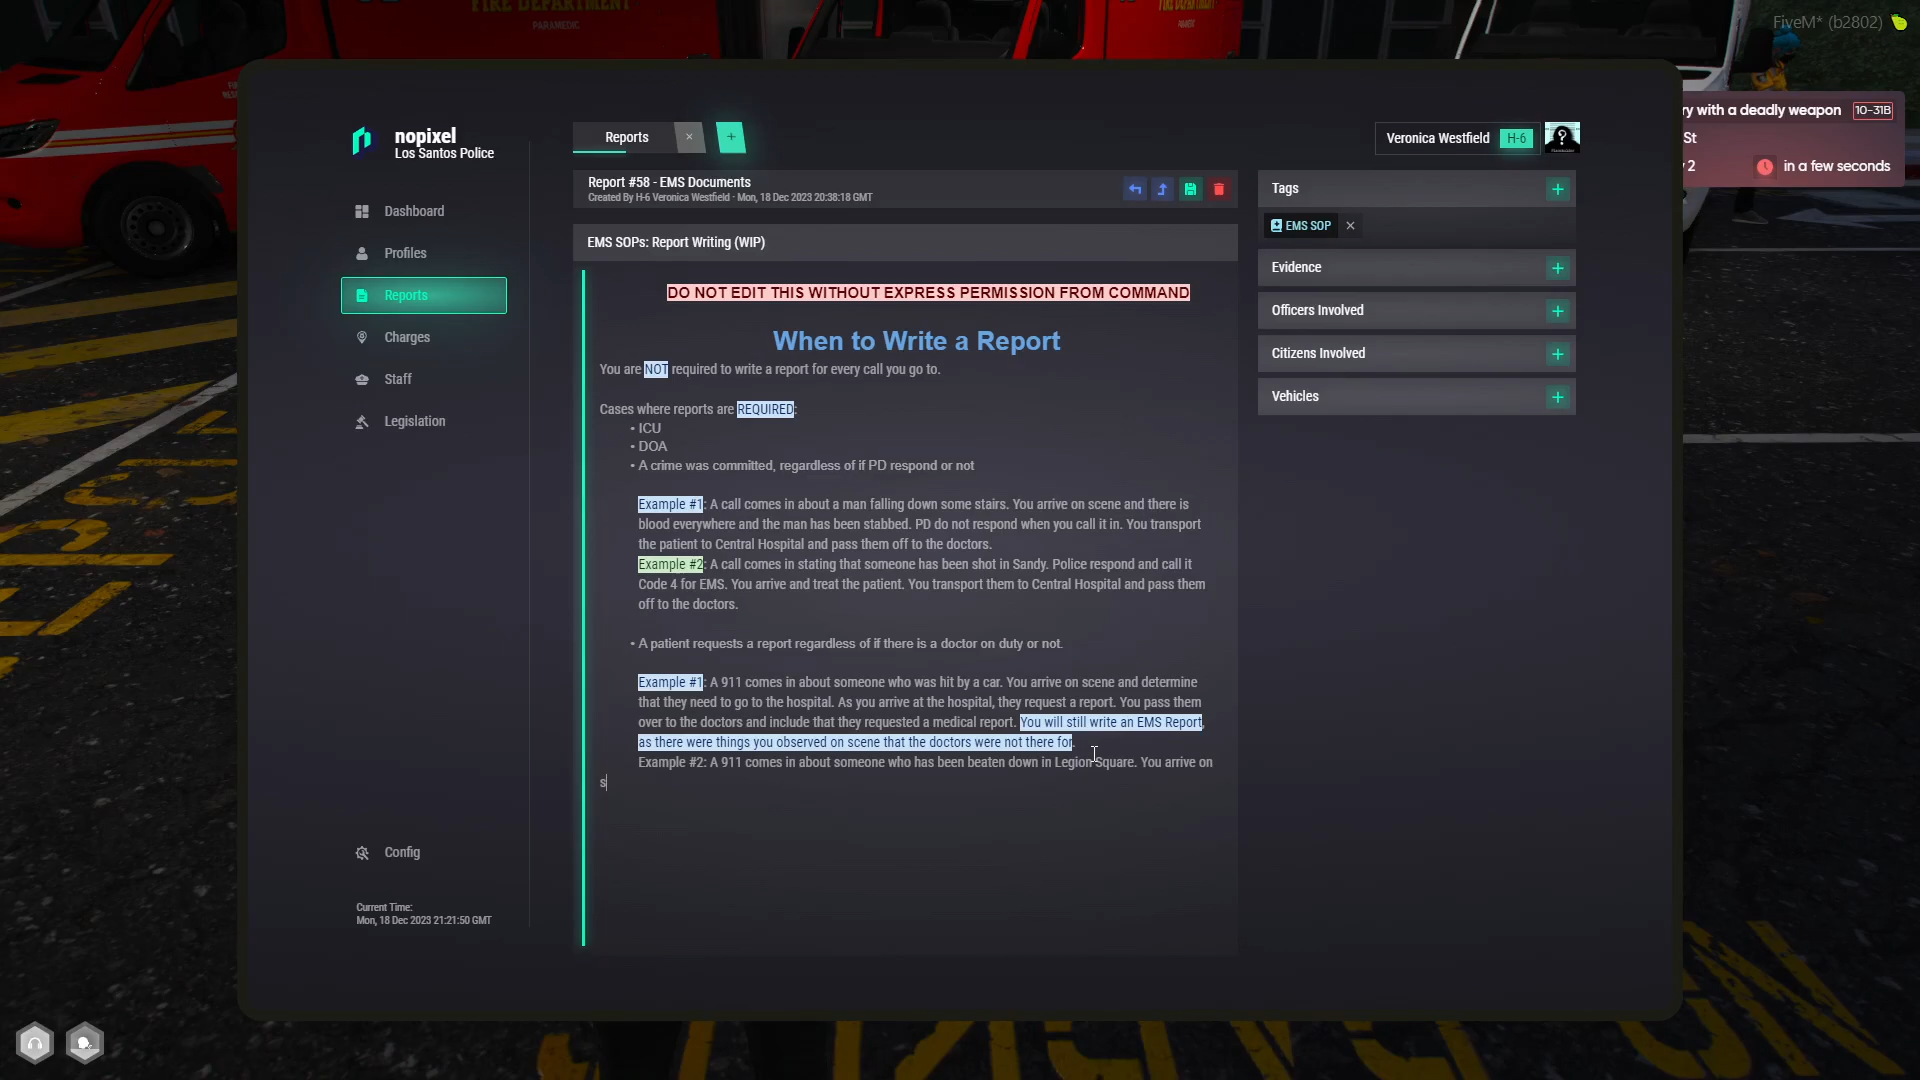 FIRE DEPARTMENT
PARAMEDIC
FiveM* (b2802)
ry with a deadly weapon 10-31B
St
2 in a few seconds
nopixel
Los Santos Police
Reports × +
Veronica Westfield H-6
Dashboard
Profiles
Reports
Charges
Staff
Legislation
Config
Current Time:
Mon, 18 Dec 2023 21:21:50 GMT
Report #58 - EMS Documents
Created By H-6 Veronica Westfield · Mon, 18 Dec 2023 20:38:18 GMT
EMS SOPs: Report Writing (WIP)
DO NOT EDIT THIS WITHOUT EXPRESS PERMISSION FROM COMMAND
When to Write a Report
You are NOT required to write a report for every call you go to.
Cases where reports are REQUIRED:
• ICU
• DOA
• A crime was committed, regardless of if PD respond or not
Example #1: A call comes in about a man falling down some stairs. You arrive on scene and there is
blood everywhere and the man has been stabbed. PD do not respond when you call it in. You transport
the patient to Central Hospital and pass them off to the doctors.
Example #2: A call comes in stating that someone has been shot in Sandy. Police respond and call it
Code 4 for EMS. You arrive and treat the patient. You transport them to Central Hospital and pass them
off to the doctors.
• A patient requests a report regardless of if there is a doctor on duty or not.
Example #1: A 911 comes in about someone who was hit by a car. You arrive on scene and determine
that they need to go to the hospital. As you arrive at the hospital, they request a report. You pass them
over to the doctors and include that they requested a medical report. You will still write an EMS Report,
as there were things you observed on scene that the doctors were not there for.
Example #2: A 911 comes in about someone who has been beaten down in Legion Square. You arrive on
s
Tags
EMS SOP ×
Evidence
Officers Involved
Citizens Involved
Vehicles